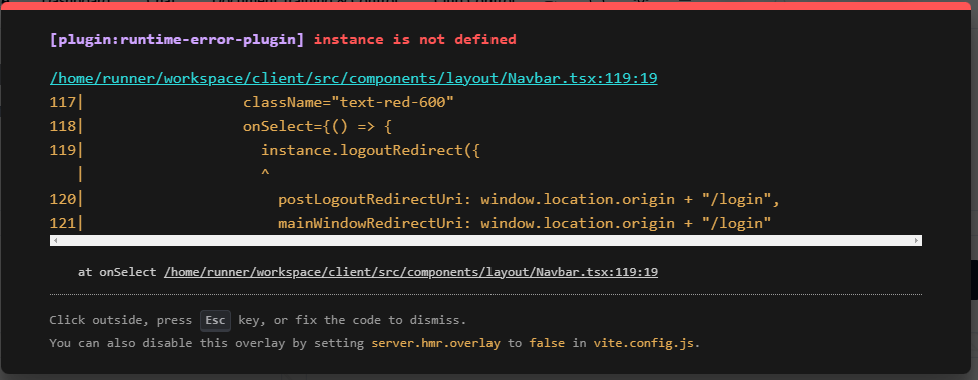 [plugin:runtime-error-plugin] instance is not defined
/home/runner/workspace/client/src/components/layout/Navbar.tsx:119:19
117|                  className="text-red-600"
118|                  onSelect={() => {
119|                    instance.logoutRedirect({
   |                    ^
120|                      postLogoutRedirectUri: window.location.origin + "/login",
121|                      mainWindowRedirectUri: window.location.origin + "/login"
at onSelect /home/runner/workspace/client/src/components/layout/Navbar.tsx:119:19
Click outside, press Esc key, or fix the code to dismiss.
You can also disable this overlay by setting server.hmr.overlay to false in vite.config.js.